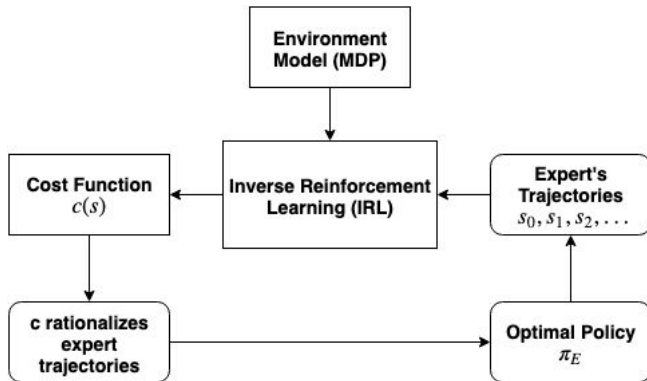 Environment
Model (MDP)
Cost Function
c(s)
Inverse Reinforcement
Learning (IRL)
Expert's
Trajectories
s₀, s₁, s₂, . . .
c rationalizes
expert
trajectories
Optimal Policy
π_E